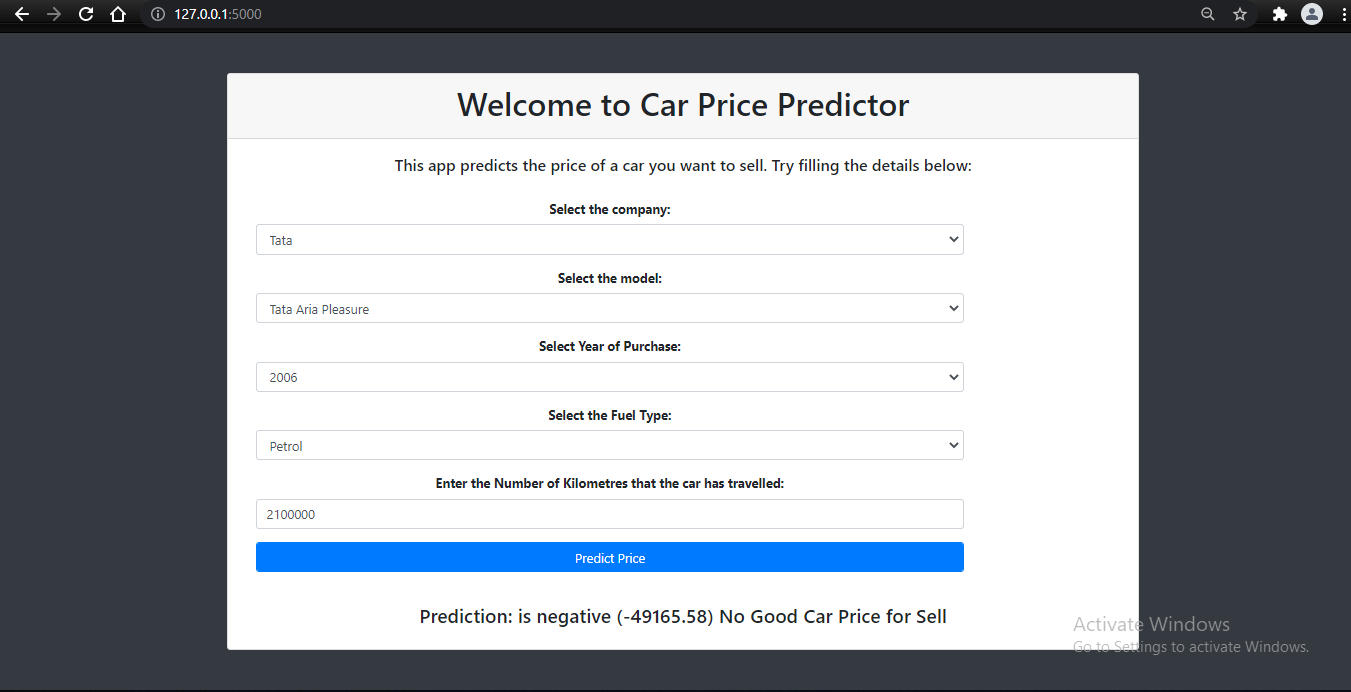 127.0.0.1:5000
Welcome to Car Price Predictor
This app predicts the price of a car you want to sell. Try filling the details below:
Select the company:
Tata
Select the model:
Tata Aria Pleasure
Select Year of Purchase:
2006
Select the Fuel Type:
Petrol
Enter the Number of Kilometres that the car has travelled:
2100000
Predict Price
Prediction: is negative (-49165.58) No Good Car Price for Sell
Activate Windows
Go to Settings to activate Windows.